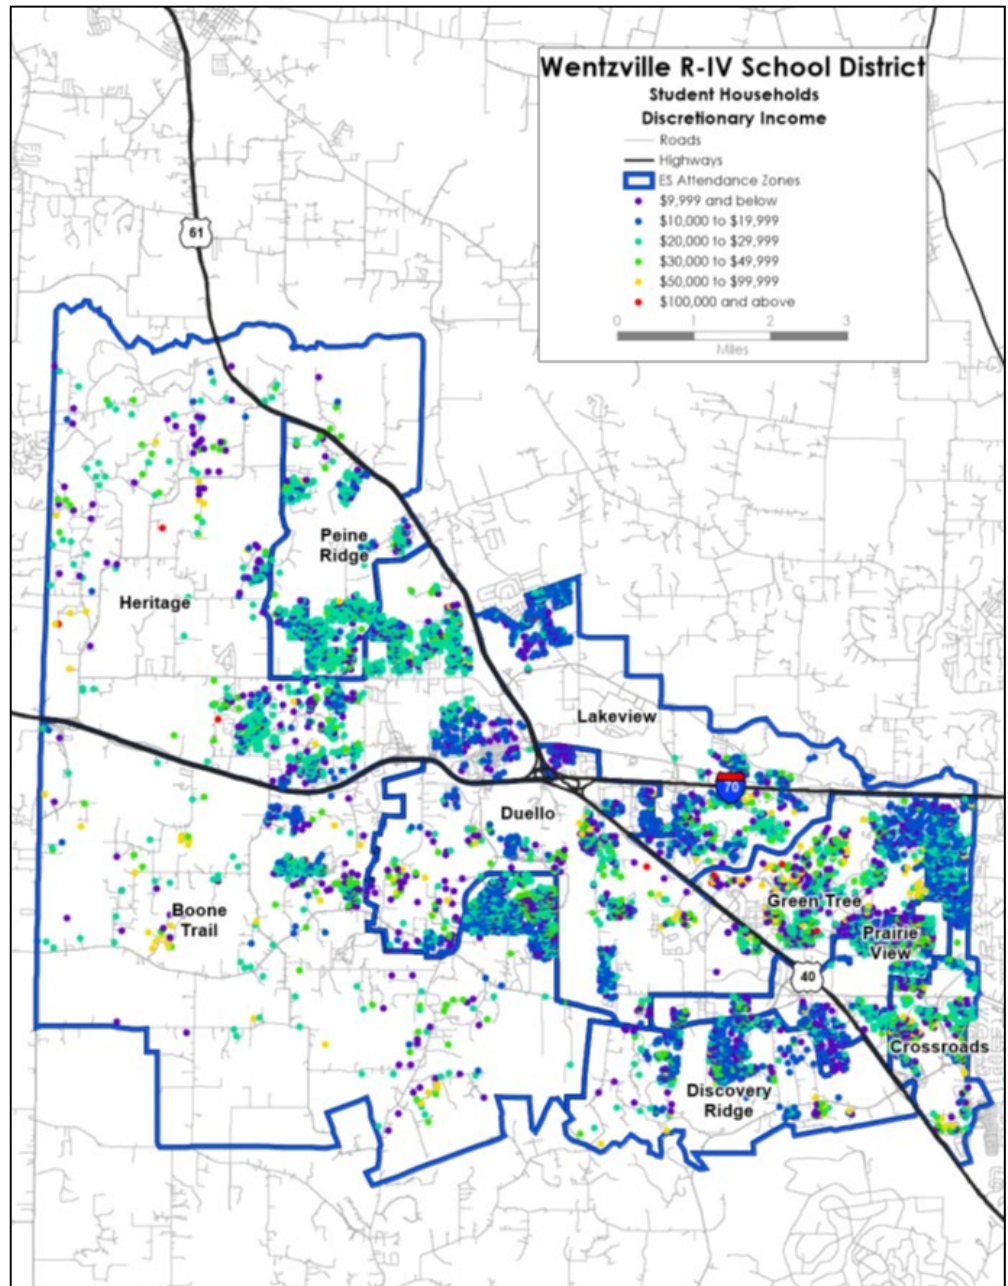 Wentzville R-IV School District
Student Households
Discretionary Income
Roads
Highways
ES Attendance Zones
$9,999 and below
$10,000 to $19,999
$20,000 to $29,999
$30,000 to $49,999
$50,000 to $99,999
$100,000 and above
0 1 2 3
Miles
61
Peine
Ridge
Heritage
Lakeview
70
Duello
Green Tree
Boone
Trail
Prairie
View
40
Crossroads
Discovery
Ridge